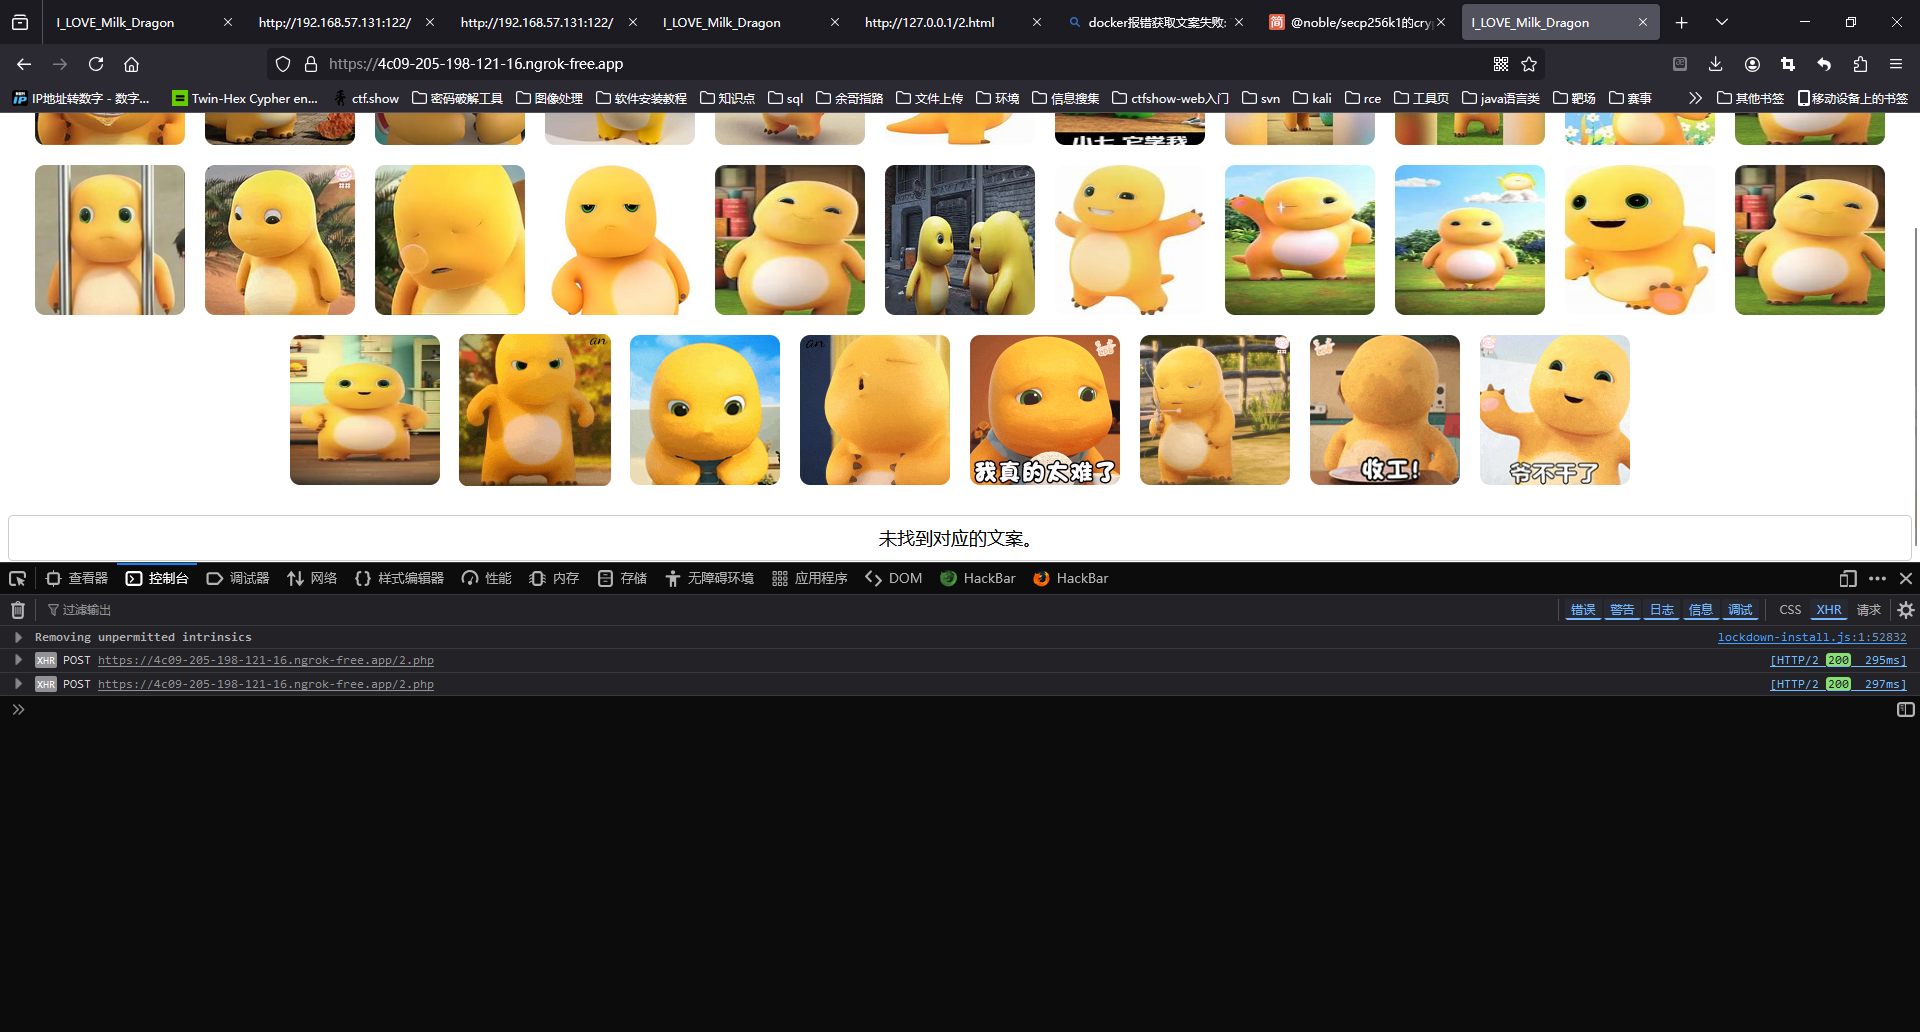 I_LOVE_Milk_Dragon
http://192.168.57.131:122/
http://192.168.57.131:122/
I_LOVE_Milk_Dragon
http://127.0.0.1/2.html
docker报错获取文案失败:
@noble/secp256k1的cry
I_LOVE_Milk_Dragon
https://4c09-205-198-121-16.ngrok-free.app
IP地址转数字 - 数字...
Twin-Hex Cypher en...
ctf.show
密码破解工具
图像处理
软件安装教程
知识点
sql
余哥指路
文件上传
环境
信息搜集
ctfshow-web入门
svn
kali
rce
工具页
java语言类
靶场
赛事
其他书签
移动设备上的书签
an
an
我真的太难了
收工!
爷不干了
未找到对应的文案。
查看器
控制台
调试器
网络
样式编辑器
性能
内存
存储
无障碍环境
应用程序
DOM
HackBar
HackBar
过滤输出
错误
警告
日志
信息
调试
CSS
XHR
请求
Removing unpermitted intrinsics
lockdown-install.js:1:52832
XHR POST https://4c09-205-198-121-16.ngrok-free.app/2.php
[HTTP/2 200 295ms]
XHR POST https://4c09-205-198-121-16.ngrok-free.app/2.php
[HTTP/2 200 297ms]